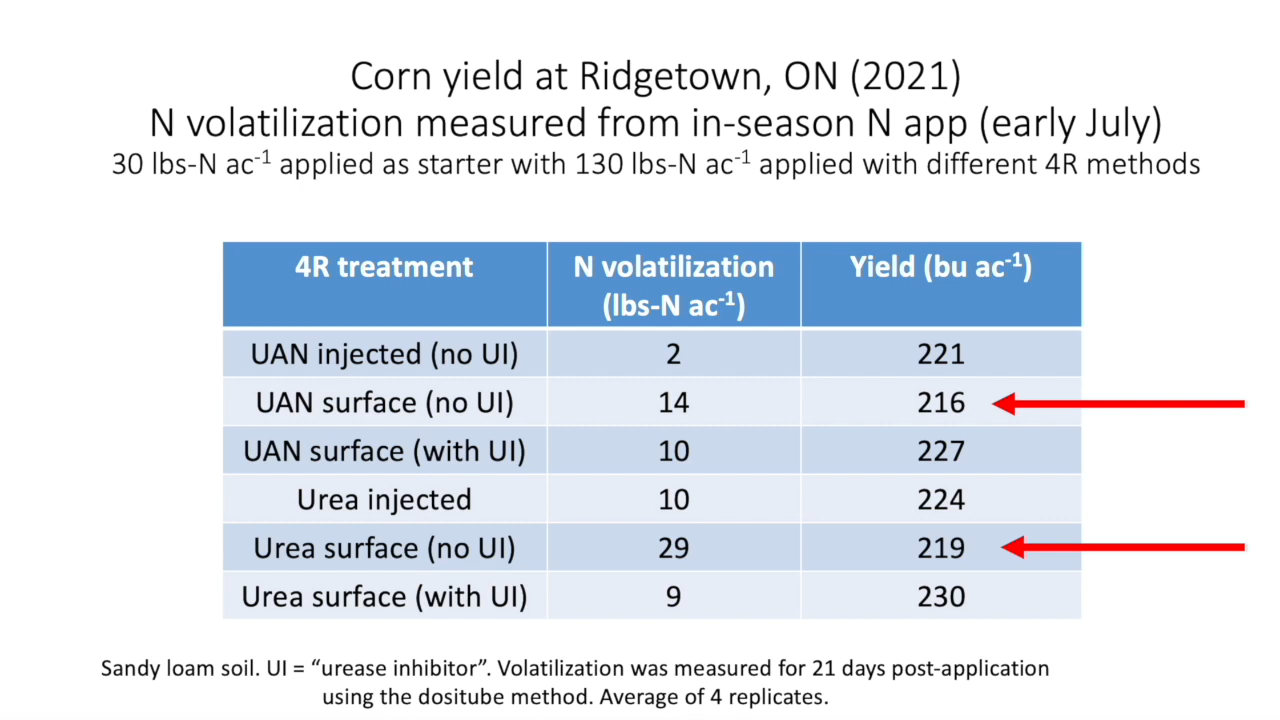 Corn yield at Ridgetown, ON (2021)
N volatilization measured from in-season N app (early July)
30 lbs-N ac⁻¹ applied as starter with 130 lbs-N ac⁻¹ applied with different 4R methods
4R treatment N volatilization (lbs-N ac⁻¹) Yield (bu ac⁻¹)
UAN injected (no UI) 2 221
UAN surface (no UI) 14 216
UAN surface (with UI) 10 227
Urea injected 10 224
Urea surface (no UI) 29 219
Urea surface (with UI) 9 230
Sandy loam soil. UI = “urease inhibitor”. Volatilization was measured for 21 days post-application
using the dositube method. Average of 4 replicates.